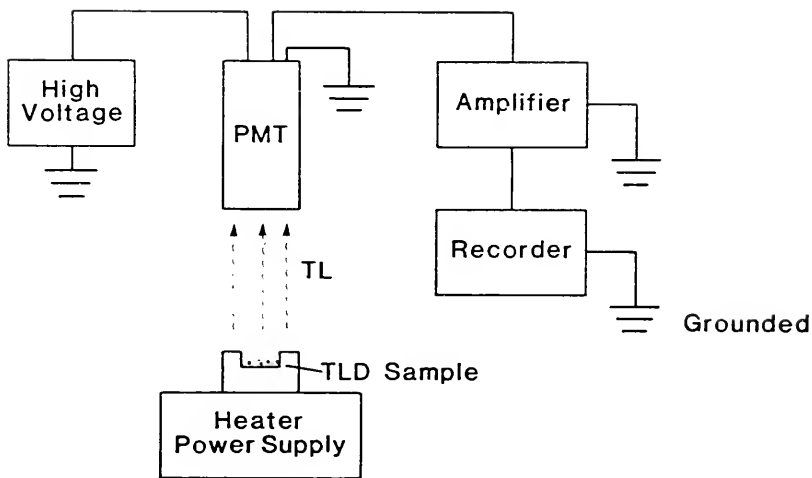 High
Voltage
PMT
Amplifier
Recorder
TL
Grounded
TLD Sample
Heater
Power Supply